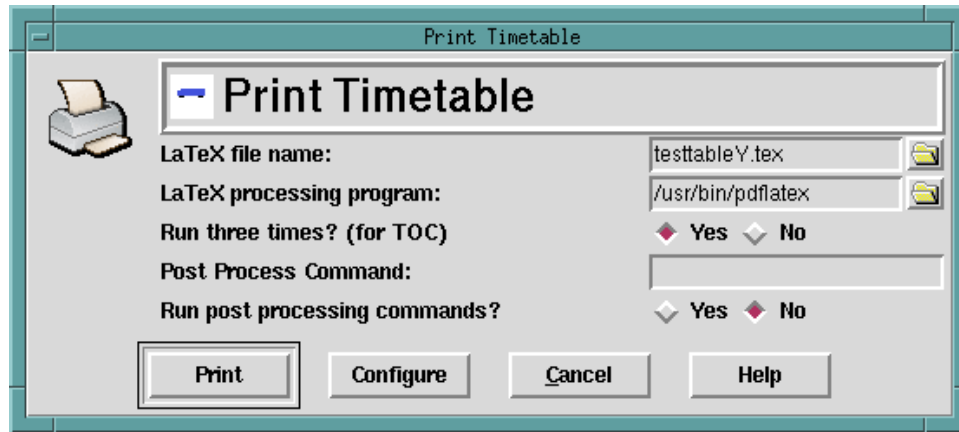 Print Timetable
Print Timetable
LaTeX file name: testtableY.tex
LaTeX processing program: /usr/bin/pdflatex
Run three times? (for TOC) Yes No
Post Process Command:
Run post processing commands? Yes No
Print Configure Cancel Help